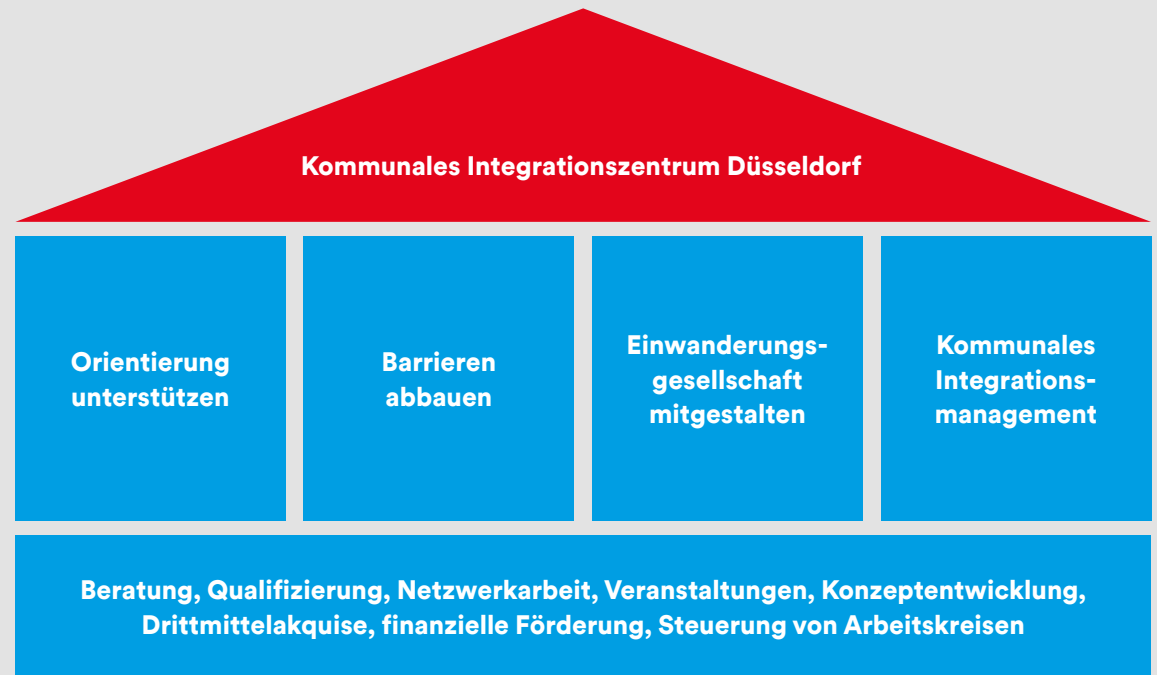 Kommunales Integrationszentrum Düsseldorf
Orientierung
unterstützen
Barrieren
abbauen
Einwanderungs-
gesellschaft
mitgestalten
Kommunales
Integrations-
management
Beratung, Qualifizierung, Netzwerkarbeit, Veranstaltungen, Konzeptentwicklung,
Drittmittelakquise, finanzielle Förderung, Steuerung von Arbeitskreisen